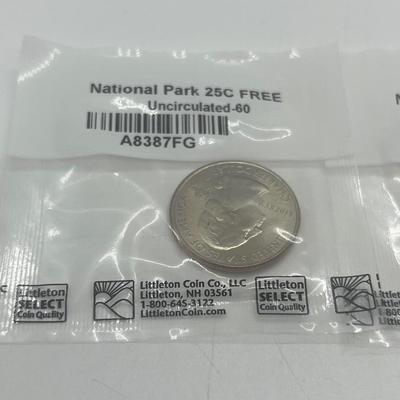 National Park 25C FREE
Uncirculated-60
A8387FG
Littleton
SELECT
Coin Quality
Littleton Coin Co., LLC
Littleton, NH 03561
1-800-645-3122
LittletonCoin.com
Littleton
SELECT
Coin Quality